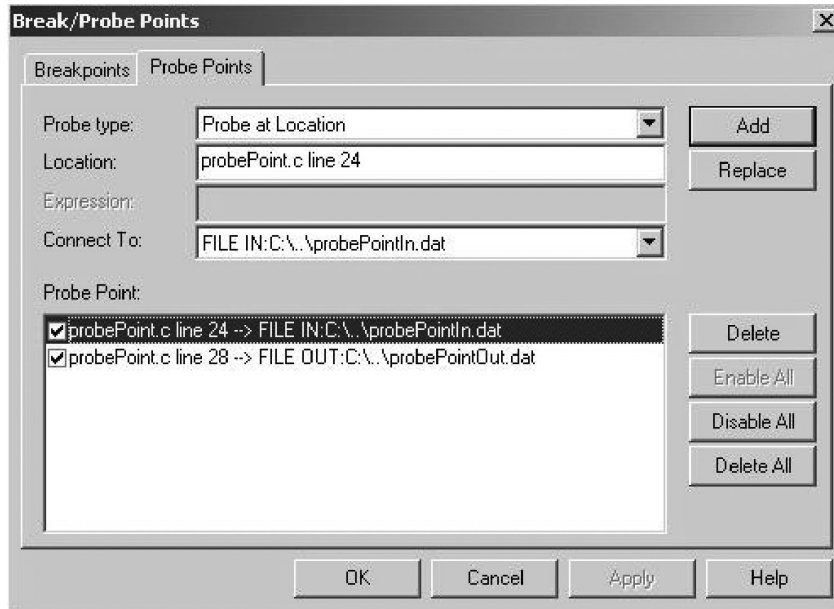 Break/Probe Points
Breakpoints
Probe Points
Probe type:
Probe at Location
Add
Location:
probePoint.c line 24
Replace
Expression:
Connect To:
FILE IN:C:\..\probePointIn.dat
Probe Point:
probePoint.c line 24 --> FILE IN:C:\..\probePointIn.dat
probePoint.c line 28 --> FILE OUT:C:\..\probePointOut.dat
Delete
Enable All
Disable All
Delete All
OK
Cancel
Apply
Help